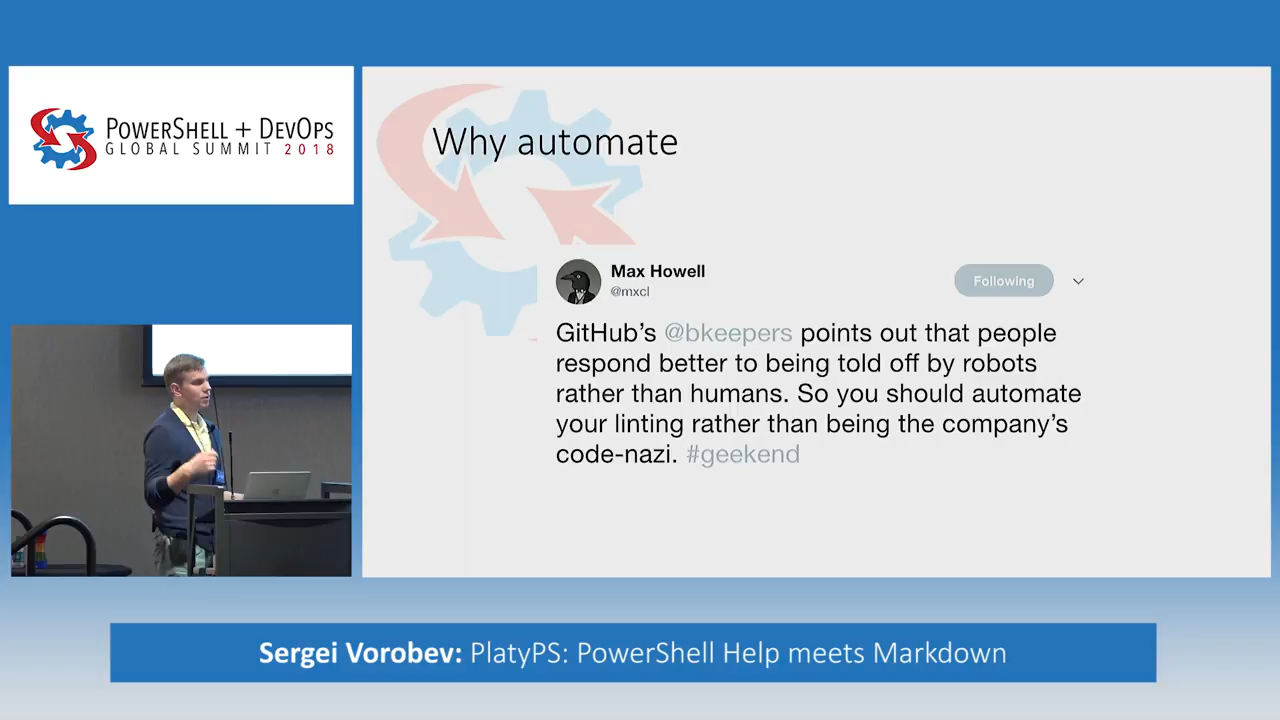 POWERSHELL + DEVOPS
GLOBAL SUMMIT 2018
Why automate
Max Howell
@mxcl
Following
GitHub's @bkeepers points out that people
respond better to being told off by robots
rather than humans. So you should automate
your linting rather than being the company's
code-nazi. #geekend
Sergei Vorobev: PlatyPS: PowerShell Help meets Markdown